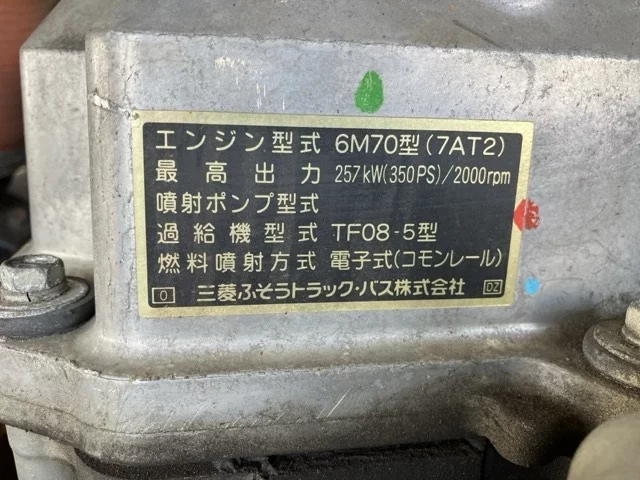 エンジン型式 6M70型(7AT2)
最高出力 257kW(350PS)/2000rpm
噴射ポンプ型式
過給機型式 TF08-5型
燃料噴射方式 電子式(コモンレール)
0 三菱ふそうトラック・バス株式会社 DZ